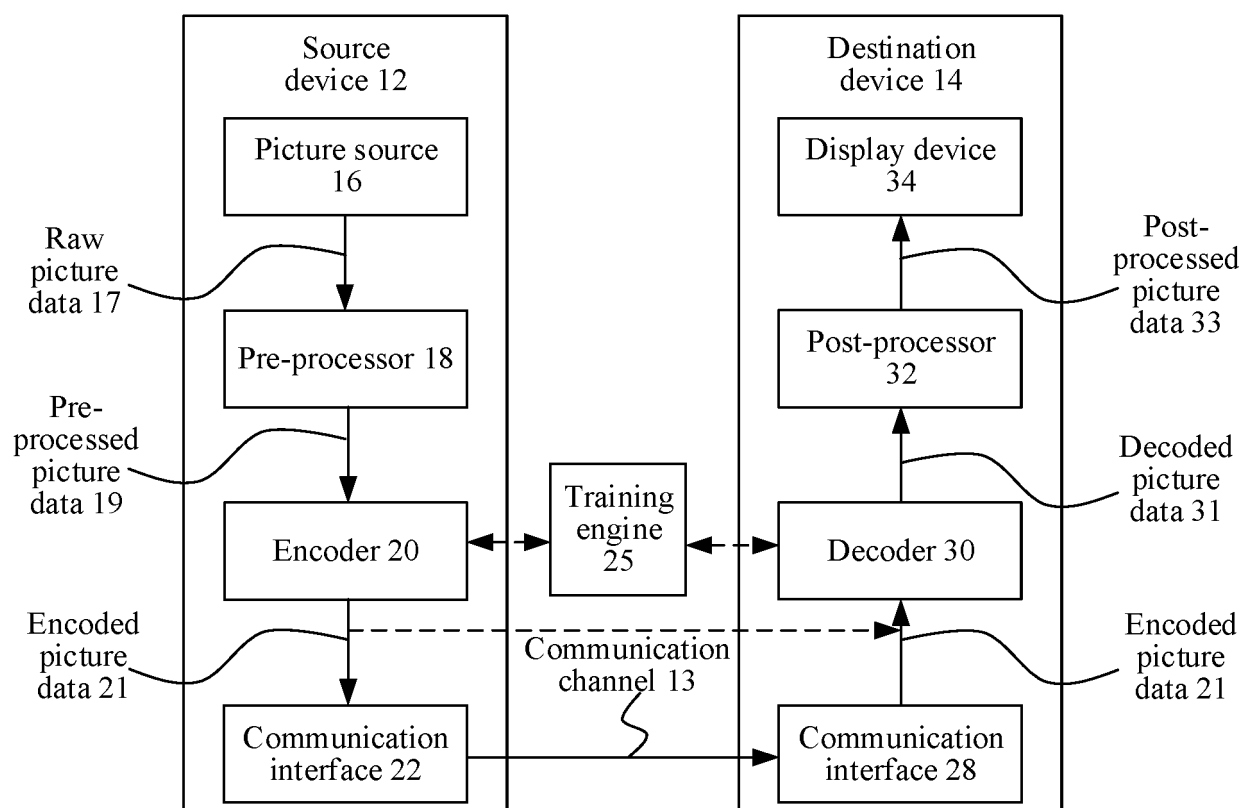 Source
device 12
Picture source
16
Raw
picture
data 17
Pre-processor 18
Pre-
processed
picture
data 19
Encoder 20
Encoded
picture
data 21
Communication
interface 22
Training
engine
25
Communication
channel 13
Destination
device 14
Display device
34
Post-
processed
picture
data 33
Post-processor
32
Decoded
picture
data 31
Decoder 30
Encoded
picture
data 21
Communication
interface 28